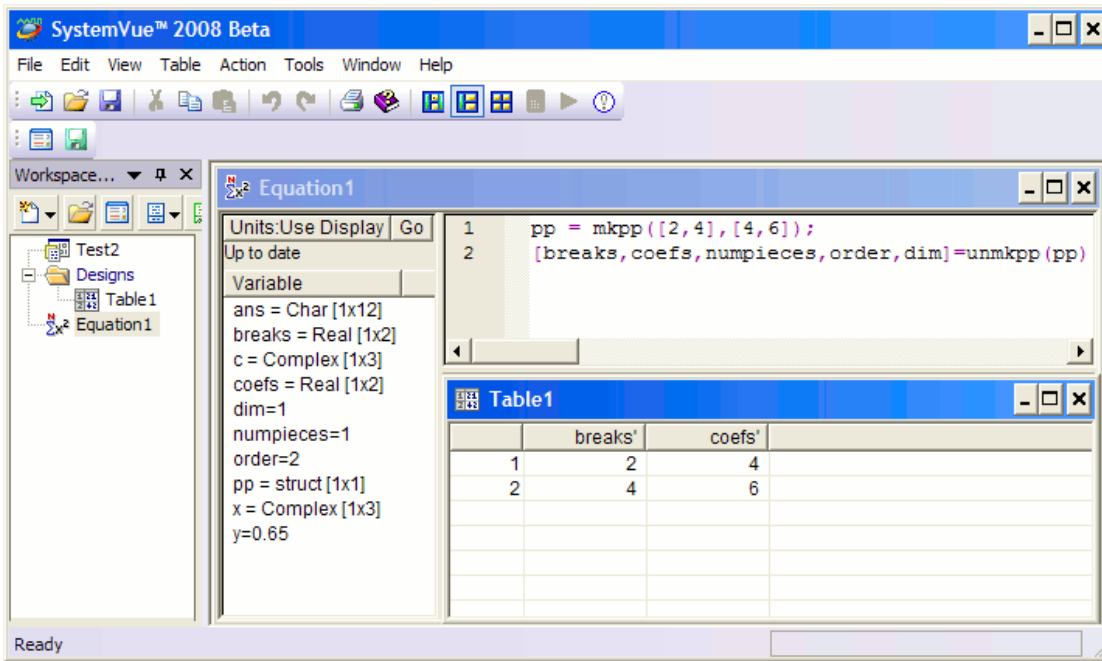 SystemVue™ 2008 Beta
File Edit View Table Action Tools Window Help
Workspace...
Test2
Designs
Table1
Equation1
Equation1
Units:Use Display Go
Up to date
Variable
ans = Char [1x12]
breaks = Real [1x2]
c = Complex [1x3]
coefs = Real [1x2]
dim=1
numpieces=1
order=2
pp = struct [1x1]
x = Complex [1x3]
y=0.65
1 pp = mkpp([2,4],[4,6]);
2 [breaks,coefs,numpieces,order,dim]=unmkpp(pp)
Table1
breaks' coefs'
1 2 4
2 4 6
Ready